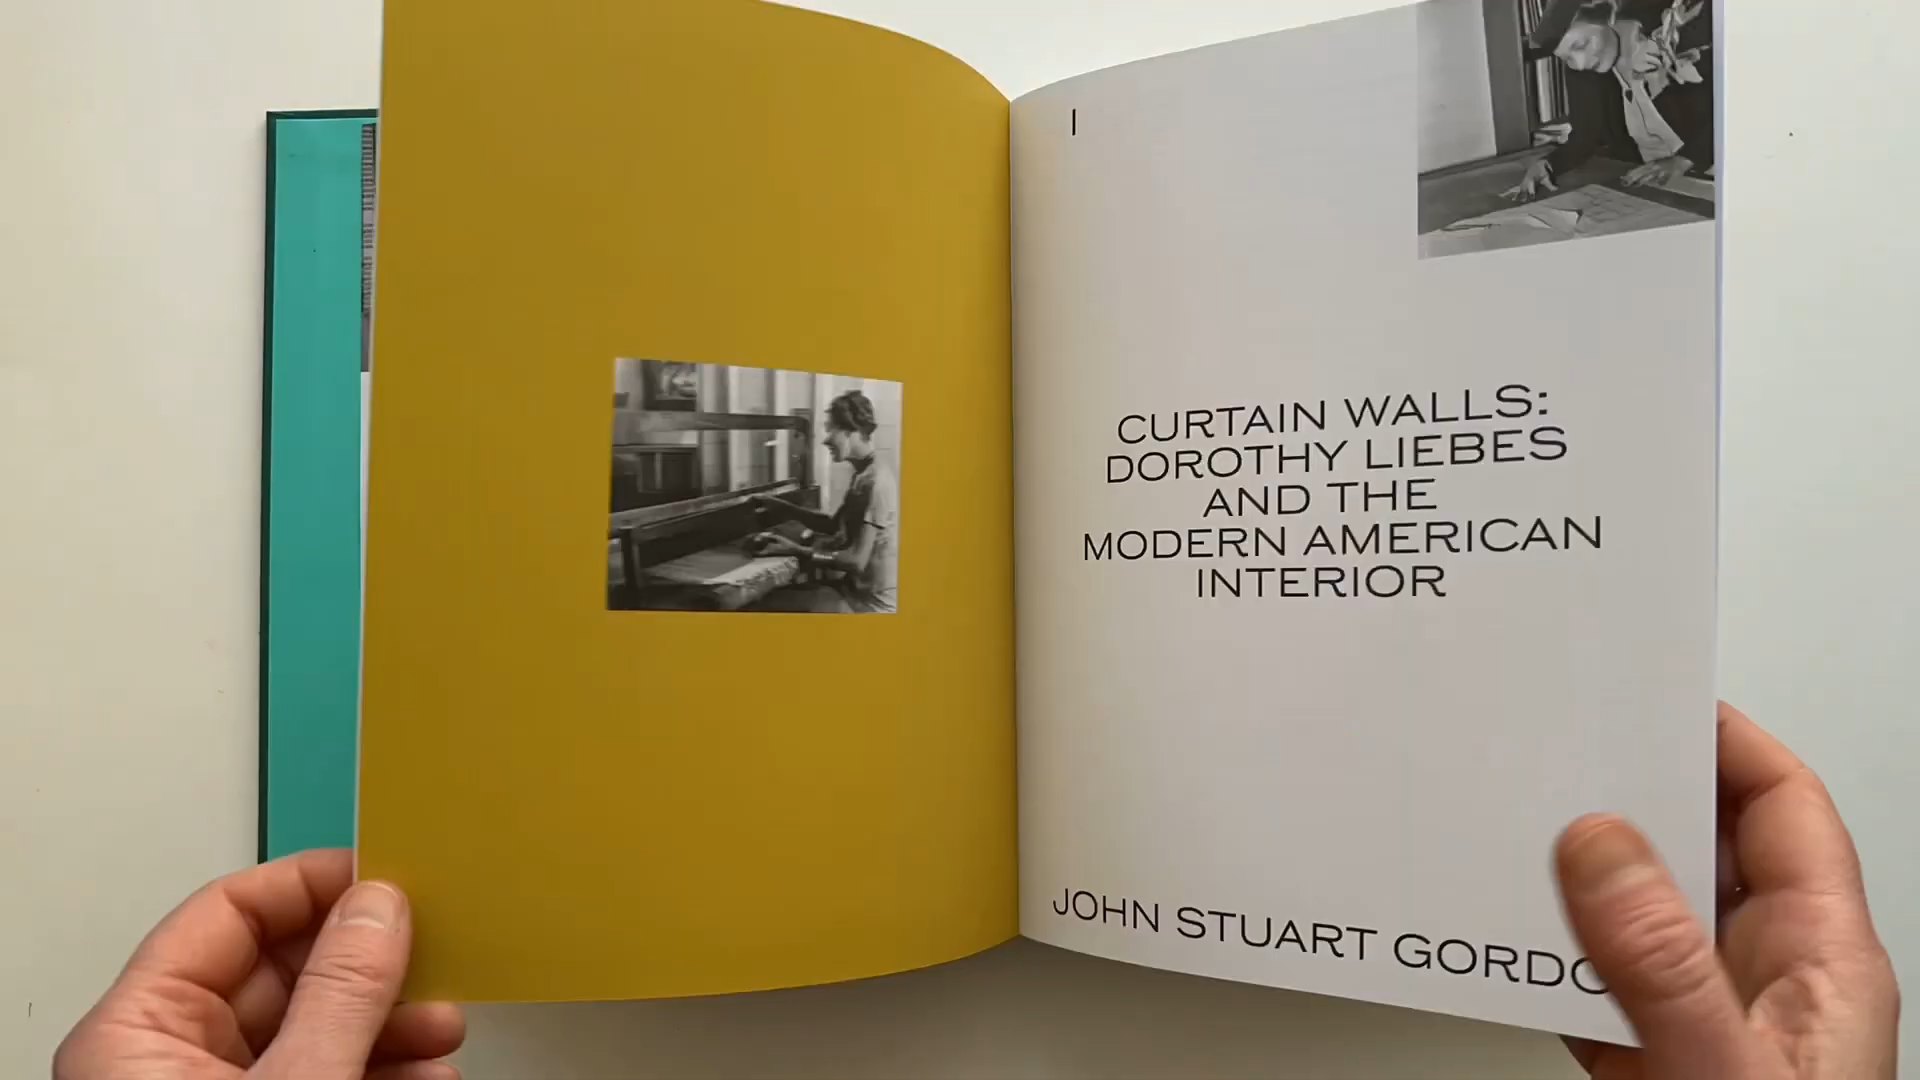 I
CURTAIN WALLS:
DOROTHY LIEBES
AND THE
MODERN AMERICAN
INTERIOR
JOHN STUART GORDO